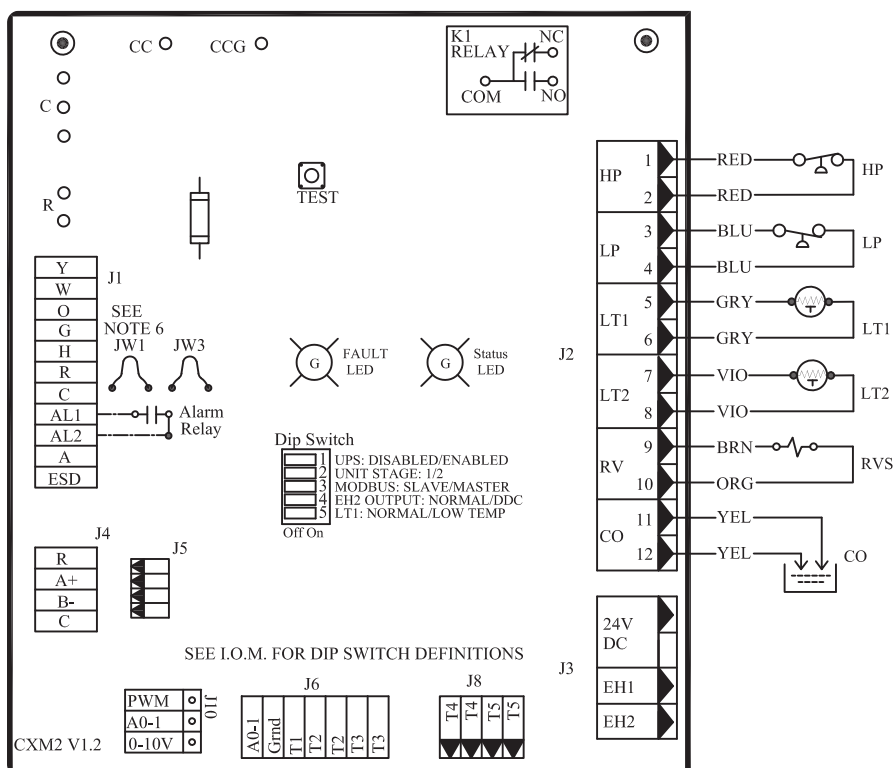 CC
CCG
K1
RELAY
NC
COM
NO
C
R
TEST
Y
W
O
G
H
R
C
AL1
AL2
A
ESD
J1
SEE
NOTE 6
JW1
JW3
Alarm
Relay
G
FAULT
LED
G
Status
LED
Dip Switch
1 UPS: DISABLED/ENABLED
2 UNIT STAGE: 1/2
3 MODBUS: SLAVE/MASTER
4 EH2 OUTPUT: NORMAL/DDC
5 LT1: NORMAL/LOW TEMP
Off On
J2
HP
1
RED
HP
2
RED
LP
3
BLU
LP
4
BLU
LT1
5
GRY
LT1
6
GRY
LT2
7
VIO
LT2
8
VIO
RV
9
BRN
RVS
10
ORG
CO
11
YEL
CO
12
YEL
J4
R
A+
B-
C
J5
SEE I.O.M. FOR DIP SWITCH DEFINITIONS
J3
24V
DC
EH1
EH2
PWM
A0-1
0-10V
J10
J6
A0-1
Grnd
T1
T2
T2
T3
T3
J8
T4
T4
T5
T5
CXM2 V1.2